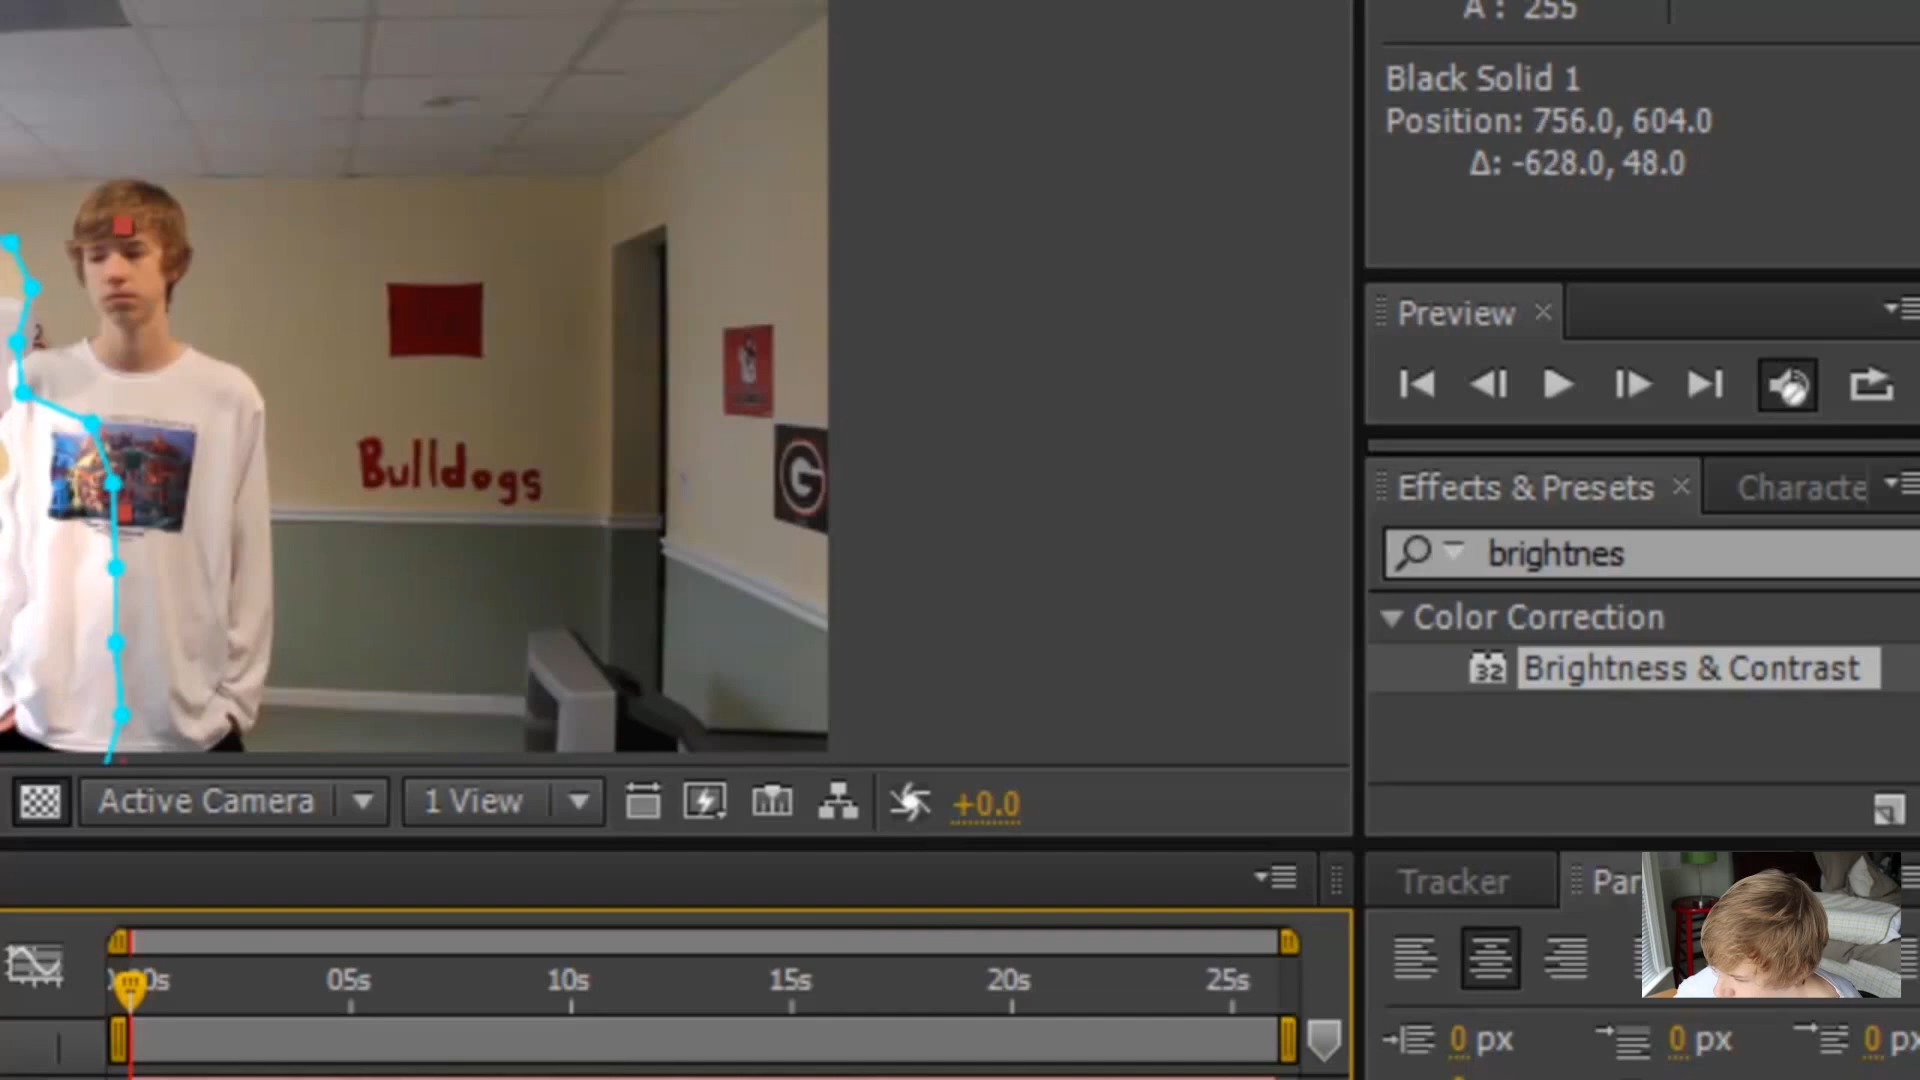 A : 255
Black Solid 1
Position: 756.0, 604.0
Δ: -628.0, 48.0
Bulldogs
G
Preview
Effects & Presets
Characte
brightnes
Color Correction
32 Brightness & Contrast
Active Camera
1 View
+0.0
Tracker
Par
05s
10s
15s
20s
25s
0 px
0 px
0 px